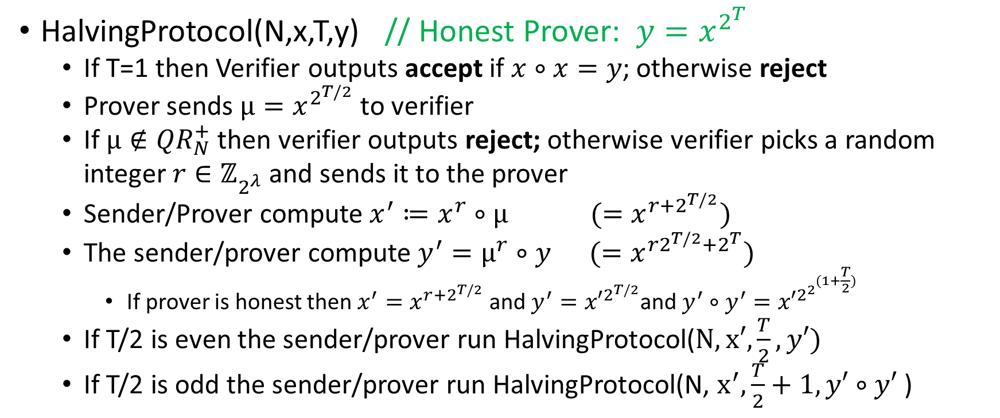 • HalvingProtocol(N,x,T,y) // Honest Prover: $y = x^{2^T}$
• If T=1 then Verifier outputs accept if $x \circ x = y$; otherwise reject
• Prover sends $\mu = x^{2^{T/2}}$ to verifier
• If $\mu \notin QR_N^+$ then verifier outputs reject; otherwise verifier picks a random
integer $r \in \mathbb{Z}_{2^\lambda}$ and sends it to the prover
• Sender/Prover compute $x' := x^r \circ \mu$ $(= x^{r+2^{T/2}})$
• The sender/prover compute $y' = \mu^r \circ y$ $(= x^{r2^{T/2}+2^T})$
• If prover is honest then $x' = x^{r+2^{T/2}}$ and $y' = x'^{2^{T/2}}$ and $y' \circ y' = x'^{2^{2^{(1+\frac{T}{2})}}}$
• If T/2 is even the sender/prover run HalvingProtocol(N, x′, $\frac{T}{2}$, $y'$)
• If T/2 is odd the sender/prover run HalvingProtocol(N, x′, $\frac{T}{2} + 1, y' \circ y'$ )